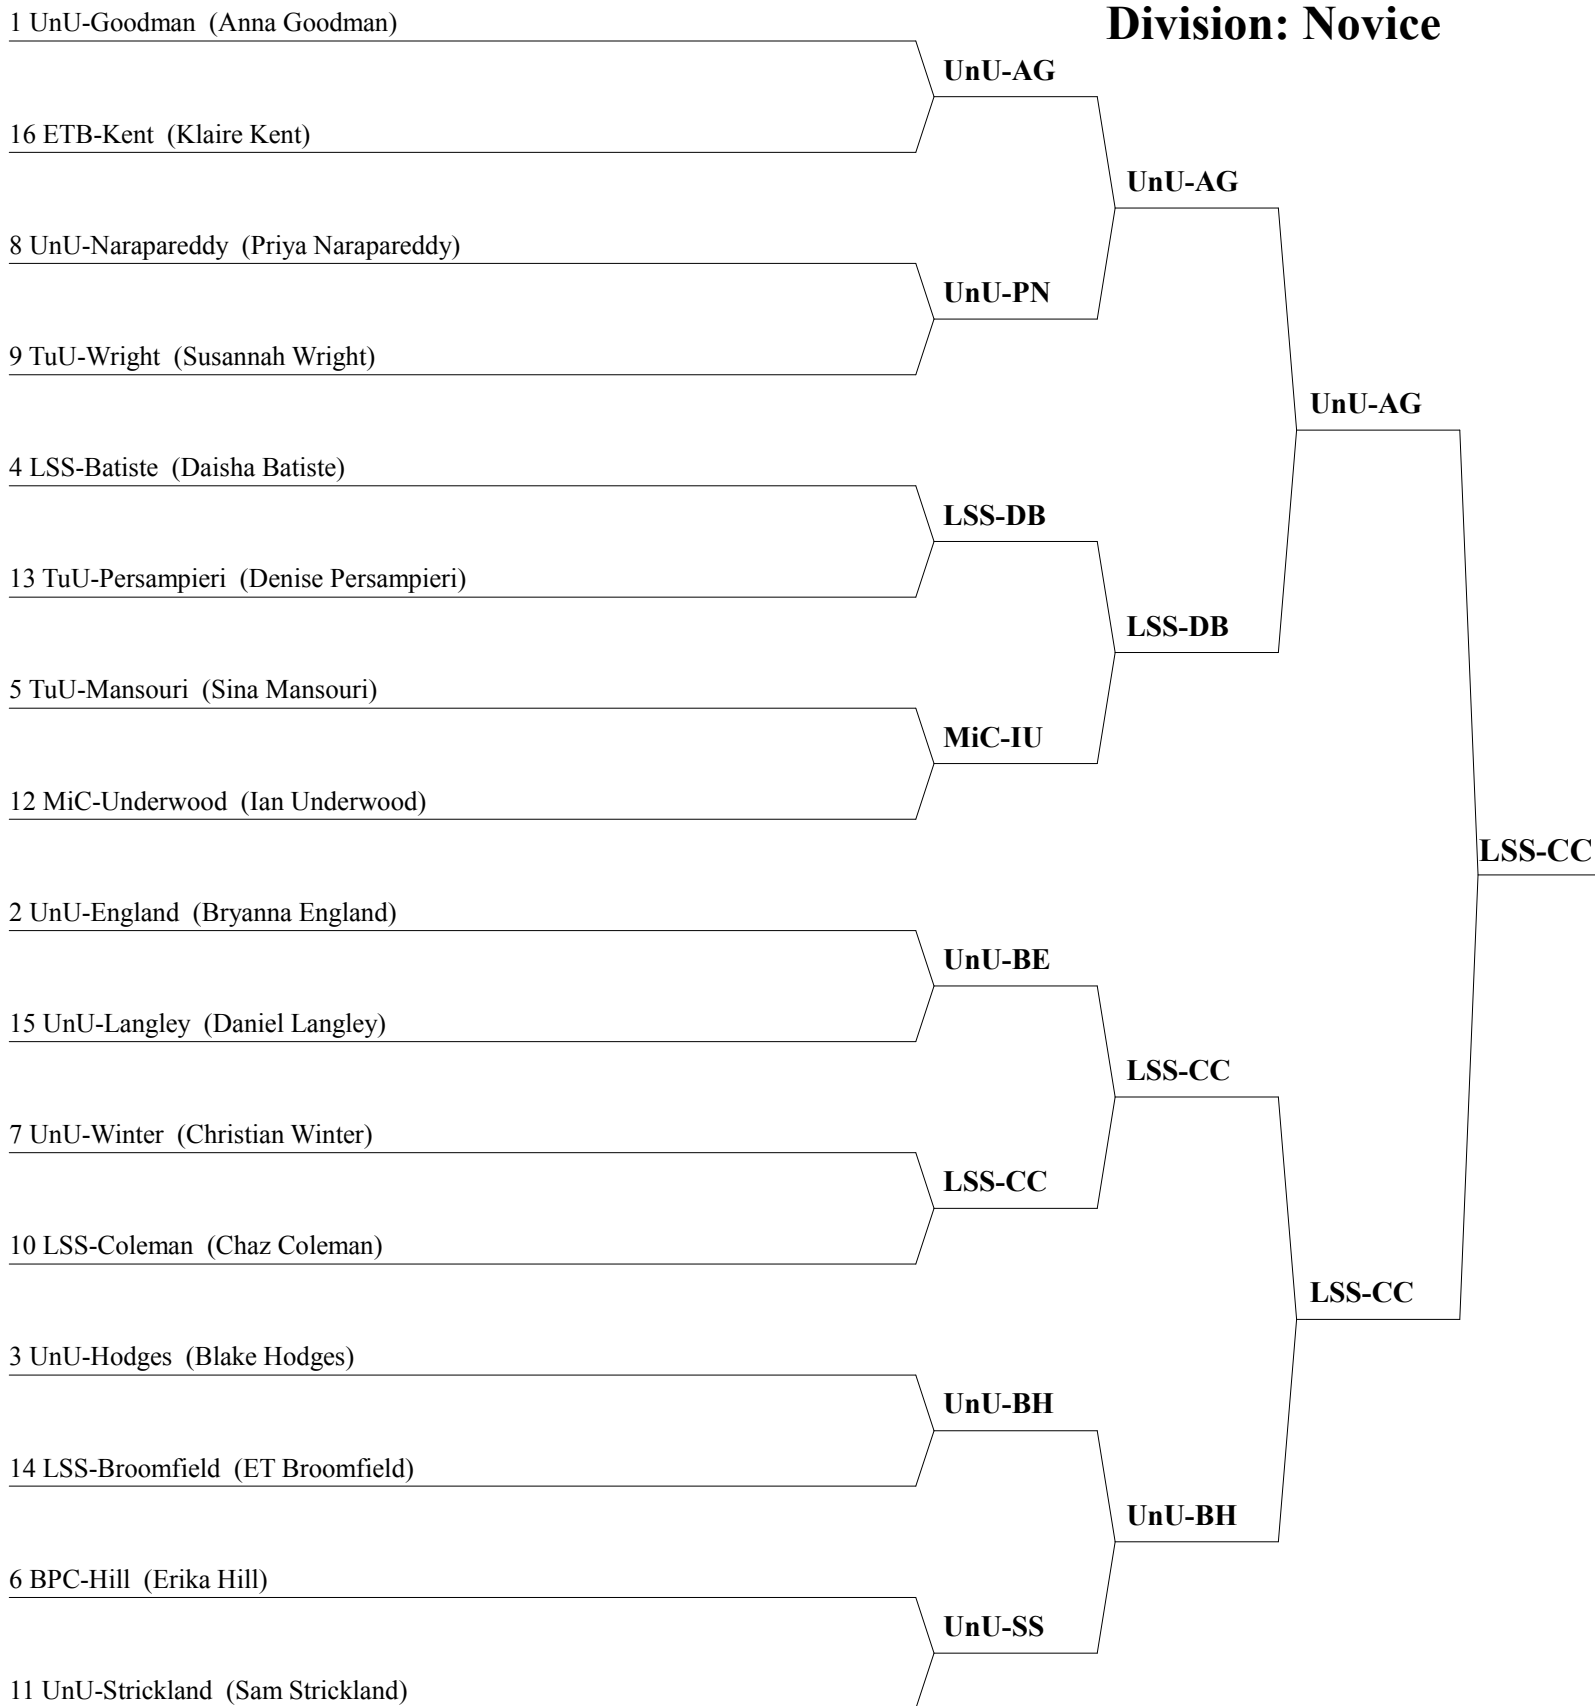 Division: Novice
1 UnU-Goodman (Anna Goodman)
UnU-AG
16 ETB-Kent (Klaire Kent)
UnU-AG
8 UnU-Narapareddy (Priya Narapareddy)
UnU-PN
9 TuU-Wright (Susannah Wright)
UnU-AG
4 LSS-Batiste (Daisha Batiste)
LSS-DB
13 TuU-Persampieri (Denise Persampieri)
LSS-DB
5 TuU-Mansouri (Sina Mansouri)
MiC-IU
12 MiC-Underwood (Ian Underwood)
LSS-CC
2 UnU-England (Bryanna England)
UnU-BE
15 UnU-Langley (Daniel Langley)
LSS-CC
7 UnU-Winter (Christian Winter)
LSS-CC
10 LSS-Coleman (Chaz Coleman)
LSS-CC
3 UnU-Hodges (Blake Hodges)
UnU-BH
14 LSS-Broomfield (ET Broomfield)
UnU-BH
6 BPC-Hill (Erika Hill)
UnU-SS
11 UnU-Strickland (Sam Strickland)